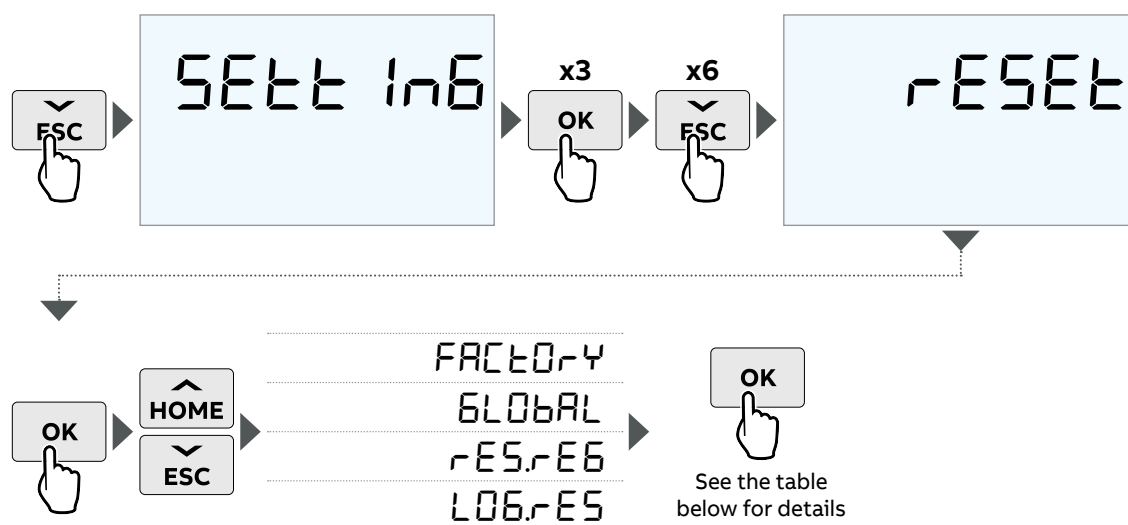 x3
x6
SEtt InG
ESC
OK
ESC
rESEt
FACtOrY
GLObAL
rES.rEG
LOG.rES
HOME
ESC
OK
OK
See the table
below for details